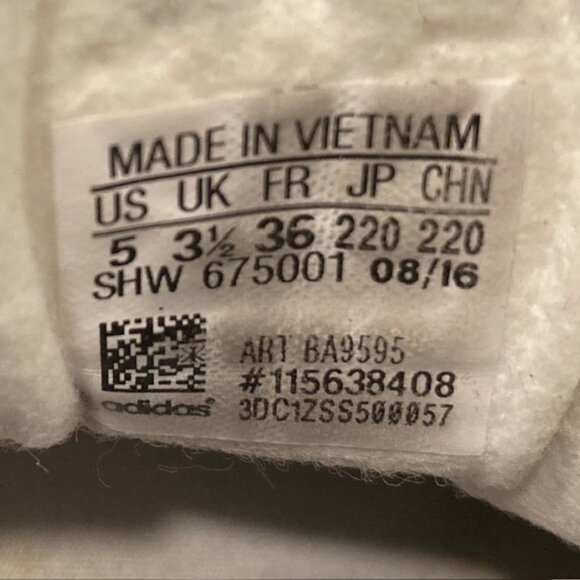 MADE IN VIETNAM
US UK FR JP CHN
5 3½ 36 220 220
SHW 675001 08/16
ART BA9595
#115638408
adidas® 3DC1ZSS500057